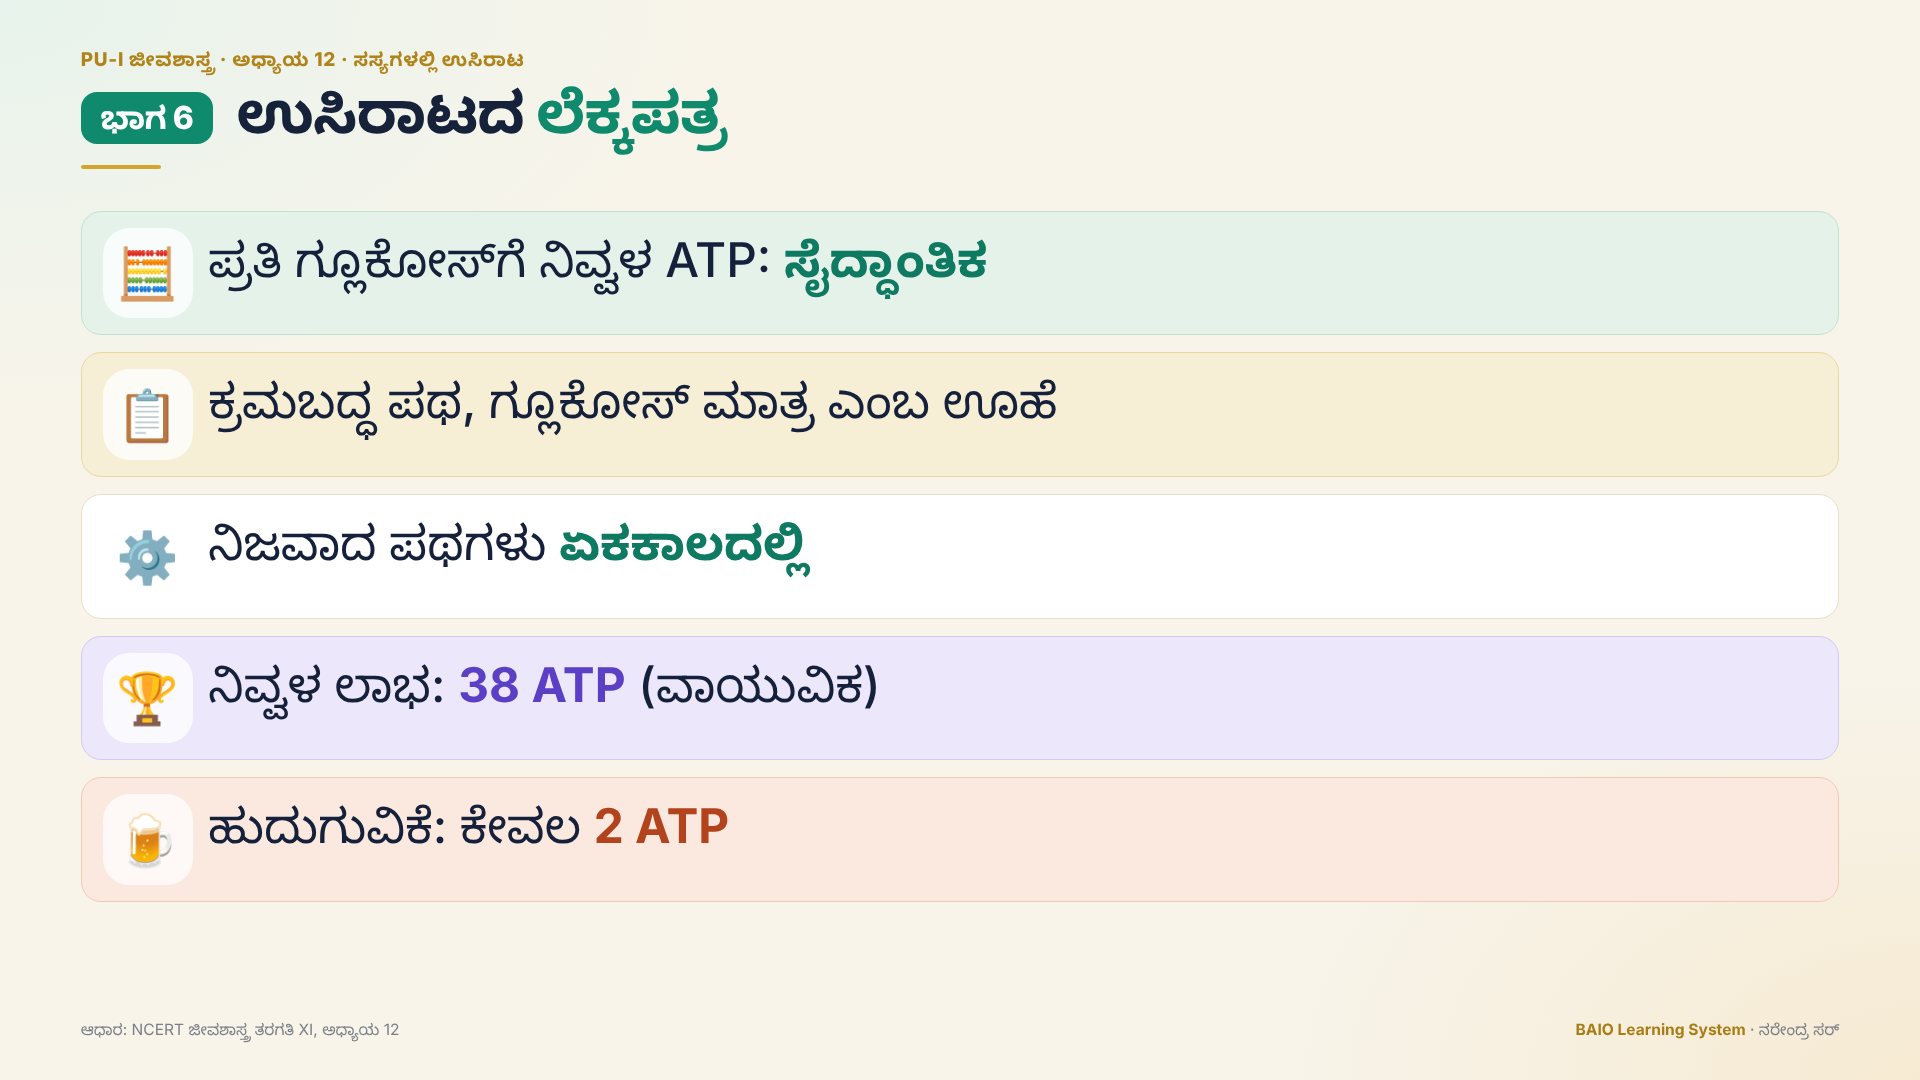 PU-I ಜೀವಶಾಸ್ತ್ರ · ಅಧ್ಯಾಯ 12 · ಸಸ್ಯಗಳಲ್ಲಿ ಉಸಿರಾಟ
ಭಾಗ 6 ಉಸಿರಾಟದ ಲೆಕ್ಕಪತ್ರ
ಪ್ರತಿ ಗ್ಲೂಕೋಸ್‌ಗೆ ನಿವ್ವಳ ATP: ಸೈದ್ಧಾಂತಿಕ
ಕ್ರಮಬದ್ಧ ಪಥ, ಗ್ಲೂಕೋಸ್ ಮಾತ್ರ ಎಂಬ ಊಹೆ
ನಿಜವಾದ ಪಥಗಳು ಏಕಕಾಲದಲ್ಲಿ
ನಿವ್ವಳ ಲಾಭ: 38 ATP (ವಾಯುವಿಕ)
ಹುದುಗುವಿಕೆ: ಕೇವಲ 2 ATP
ಆಧಾರ: NCERT ಜೀವಶಾಸ್ತ್ರ ತರಗತಿ XI, ಅಧ್ಯಾಯ 12
BAIO Learning System · ನರೇಂದ್ರ ಸರ್